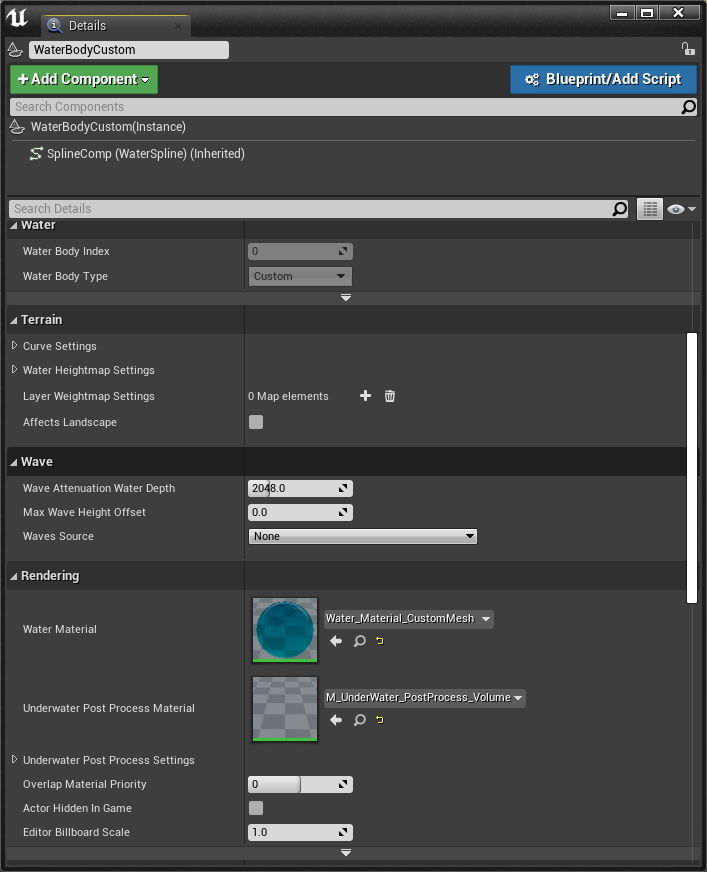 Details
WaterBodyCustom
Add Component
Blueprint/Add Script
Search Components
WaterBodyCustom(Instance)
SplineComp (WaterSpline) (Inherited)
Search Details
Water
Water Body Index 0
Water Body Type Custom
Terrain
Curve Settings
Water Heightmap Settings
Layer Weightmap Settings 0 Map elements
Affects Landscape
Wave
Wave Attenuation Water Depth 2048.0
Max Wave Height Offset 0.0
Waves Source None
Rendering
Water Material Water_Material_CustomMesh
Underwater Post Process Material M_UnderWater_PostProcess_Volume
Underwater Post Process Settings
Overlap Material Priority 0
Actor Hidden In Game
Editor Billboard Scale 1.0